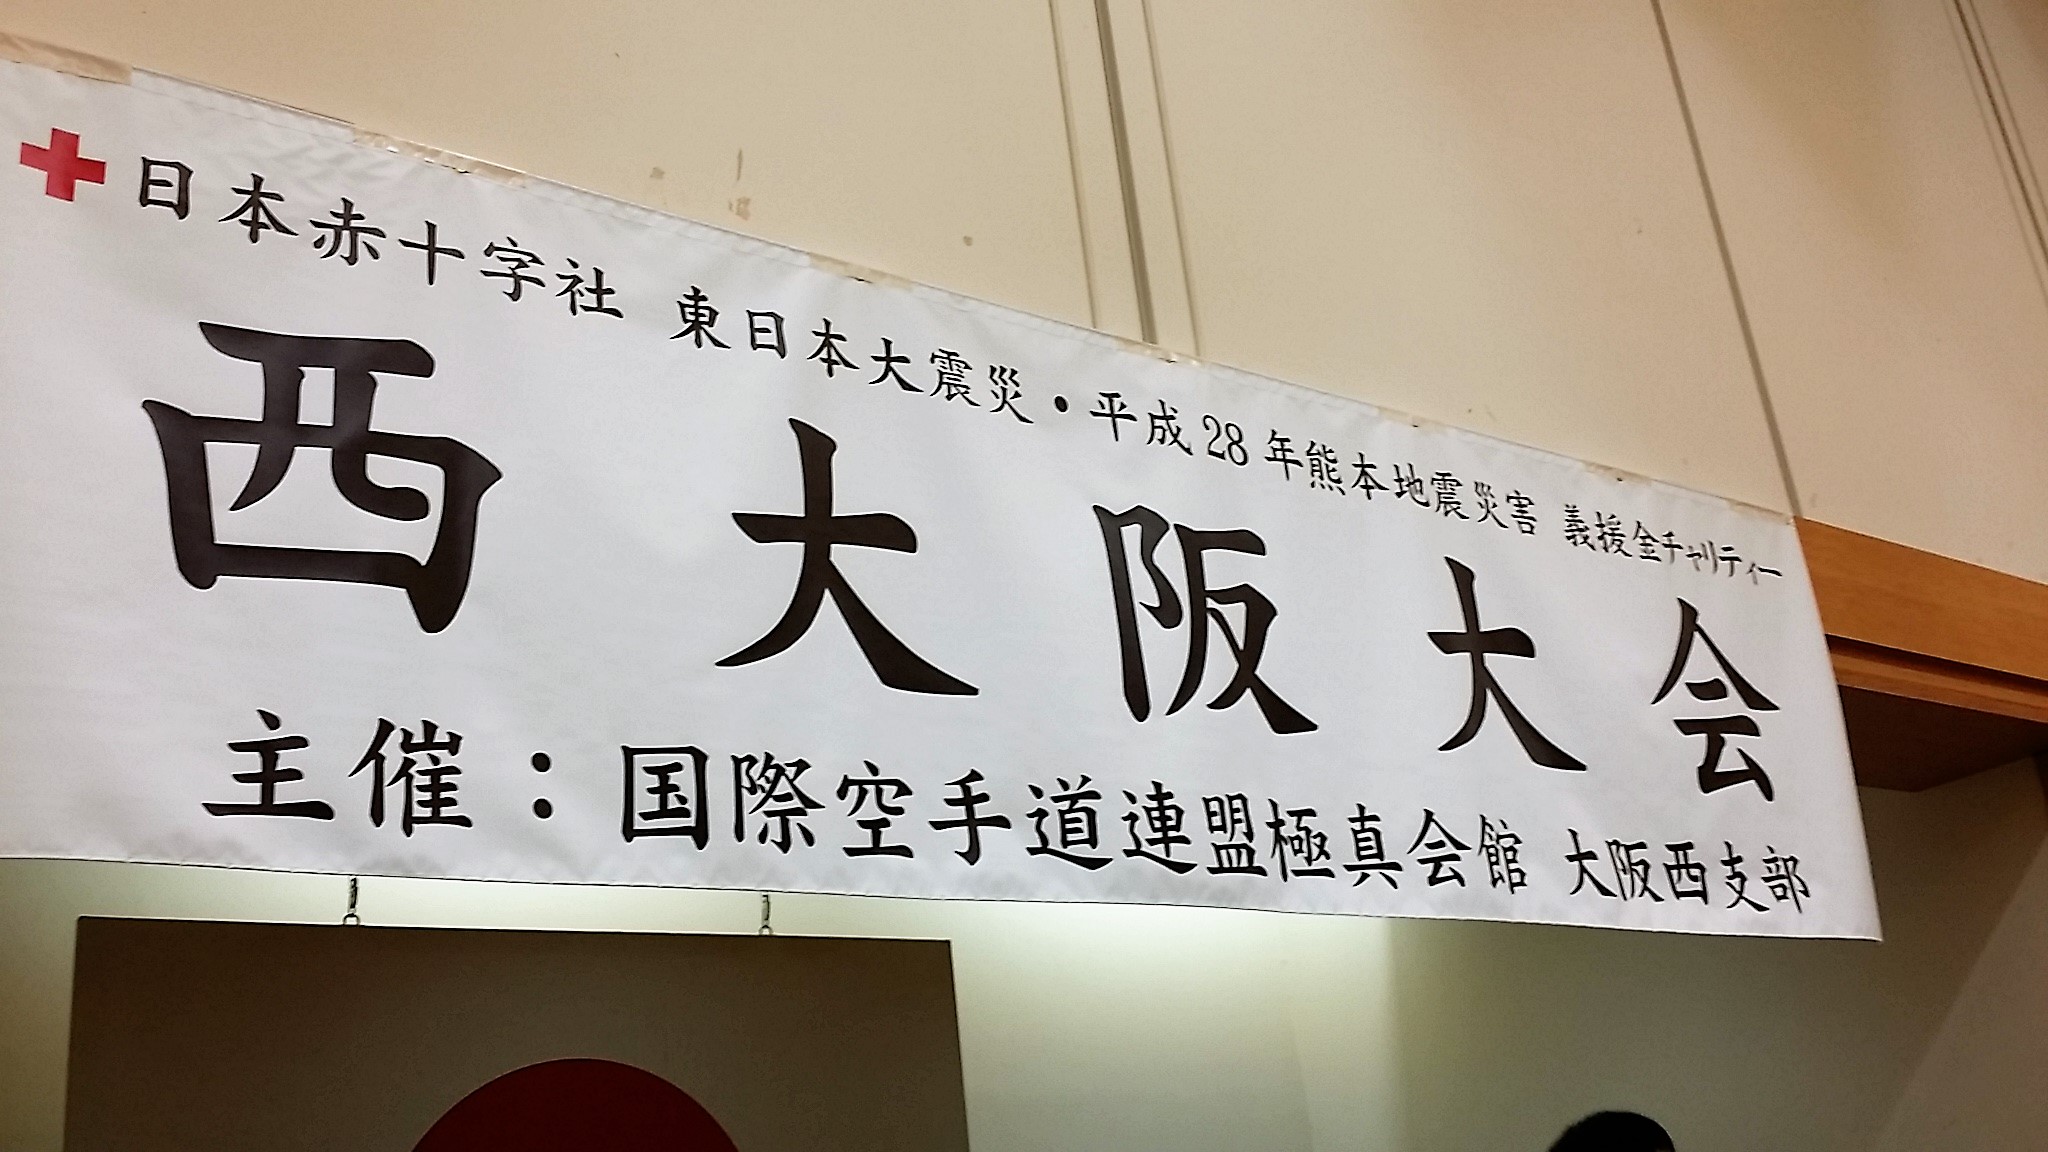 日本赤十字社 東日本大震災・平成28年熊本地震災害 義援金チャリティー
西大阪大会
主催：国際空手道連盟極真会館 大阪西支部